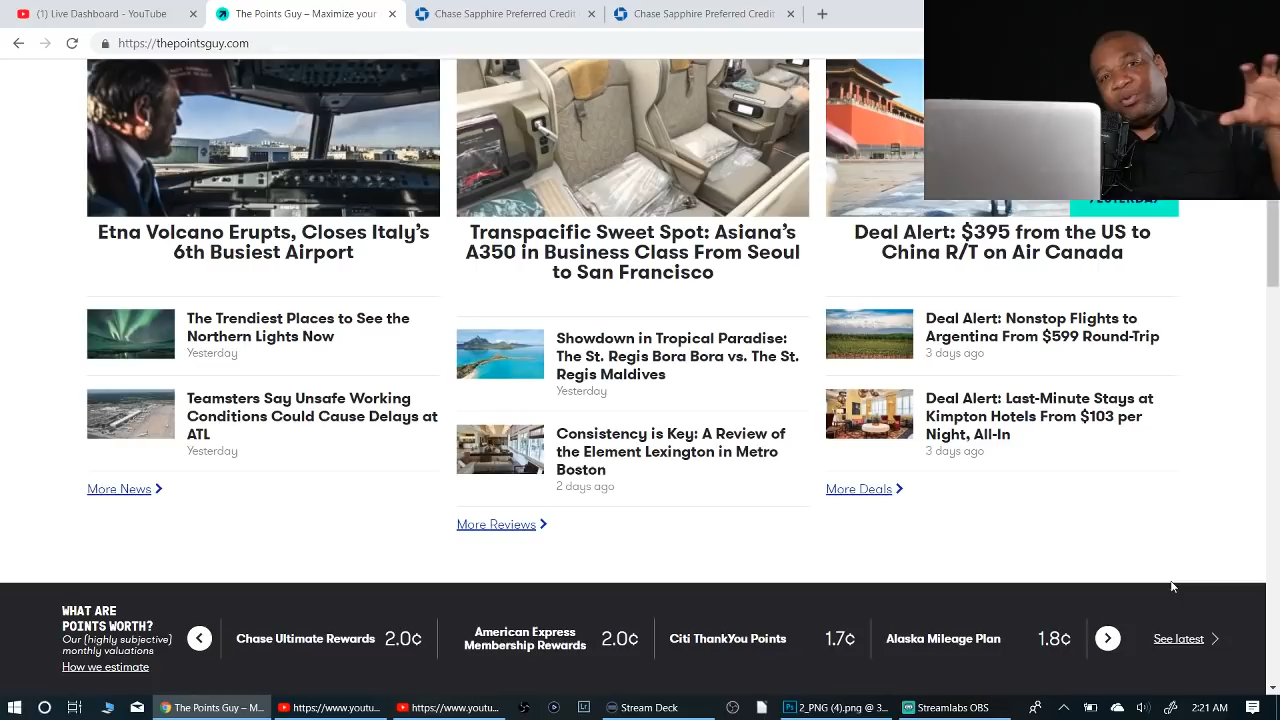 (1) Live Dashboard - YouTube
The Points Guy – Maximize your
Chase Sapphire Preferred Credit
Chase Sapphire Preferred Credit
https://thepointsguy.com
YESTERDAY
Etna Volcano Erupts, Closes Italy's
6th Busiest Airport
The Trendiest Places to See the
Northern Lights Now
Yesterday
Teamsters Say Unsafe Working
Conditions Could Cause Delays at
ATL
Yesterday
More News
Transpacific Sweet Spot: Asiana's
A350 in Business Class From Seoul
to San Francisco
Showdown in Tropical Paradise:
The St. Regis Bora Bora vs. The St.
Regis Maldives
Yesterday
Consistency is Key: A Review of
the Element Lexington in Metro
Boston
2 days ago
More Reviews
Deal Alert: $395 from the US to
China R/T on Air Canada
Deal Alert: Nonstop Flights to
Argentina From $599 Round-Trip
3 days ago
Deal Alert: Last-Minute Stays at
Kimpton Hotels From $103 per
Night, All-In
3 days ago
More Deals
WHAT ARE
POINTS WORTH?
Our (highly subjective)
monthly valuations
How we estimate
Chase Ultimate Rewards 2.0¢
American Express
Membership Rewards 2.0¢
Citi ThankYou Points 1.7¢
Alaska Mileage Plan 1.8¢
See latest
The Points Guy – M...
https://www.youtu...
https://www.youtu...
Stream Deck
2_PNG (4).png @ 3...
Streamlabs OBS
2:21 AM